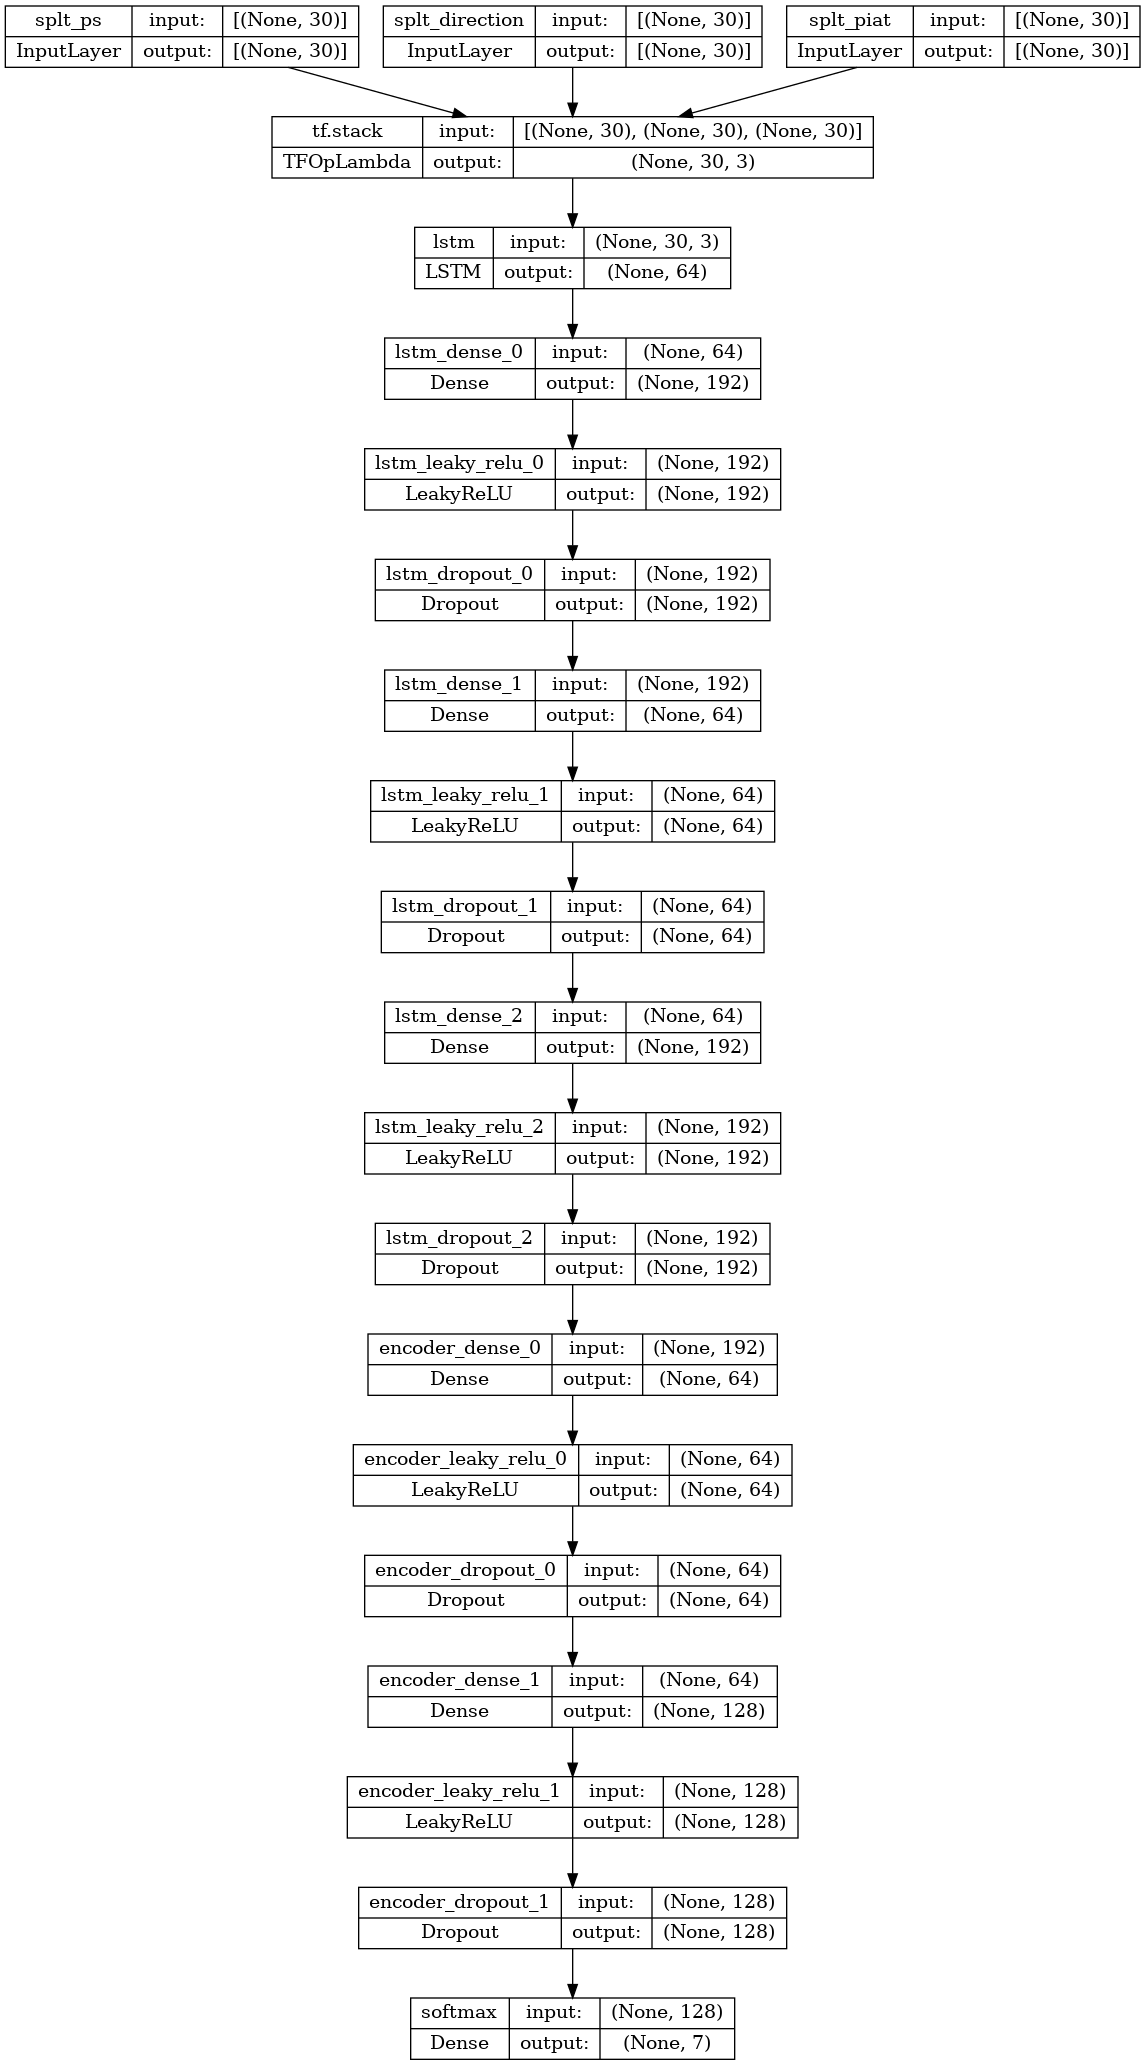 splt_ps input: [(None, 30)]
InputLayer output: [(None, 30)]
splt_direction input: [(None, 30)]
InputLayer output: [(None, 30)]
splt_piat input: [(None, 30)]
InputLayer output: [(None, 30)]
tf.stack input: [(None, 30), (None, 30), (None, 30)]
TFOpLambda output: (None, 30, 3)
lstm input: (None, 30, 3)
LSTM output: (None, 64)
lstm_dense_0 input: (None, 64)
Dense output: (None, 192)
lstm_leaky_relu_0 input: (None, 192)
LeakyReLU output: (None, 192)
lstm_dropout_0 input: (None, 192)
Dropout output: (None, 192)
lstm_dense_1 input: (None, 192)
Dense output: (None, 64)
lstm_leaky_relu_1 input: (None, 64)
LeakyReLU output: (None, 64)
lstm_dropout_1 input: (None, 64)
Dropout output: (None, 64)
lstm_dense_2 input: (None, 64)
Dense output: (None, 192)
lstm_leaky_relu_2 input: (None, 192)
LeakyReLU output: (None, 192)
lstm_dropout_2 input: (None, 192)
Dropout output: (None, 192)
encoder_dense_0 input: (None, 192)
Dense output: (None, 64)
encoder_leaky_relu_0 input: (None, 64)
LeakyReLU output: (None, 64)
encoder_dropout_0 input: (None, 64)
Dropout output: (None, 64)
encoder_dense_1 input: (None, 64)
Dense output: (None, 128)
encoder_leaky_relu_1 input: (None, 128)
LeakyReLU output: (None, 128)
encoder_dropout_1 input: (None, 128)
Dropout output: (None, 128)
softmax input: (None, 128)
Dense output: (None, 7)